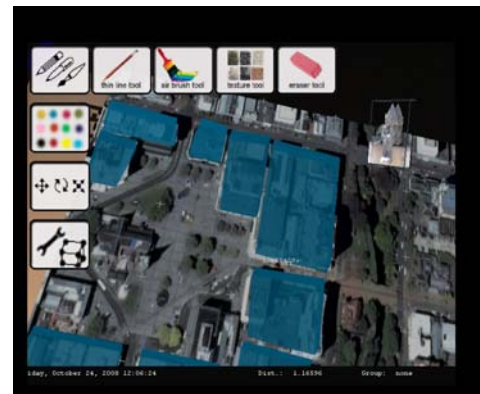 thin line tool
air brush tool
texture tool
eraser tool
iday, October 24, 2008 12:06:24 Dist.: 1.16896 Group: none